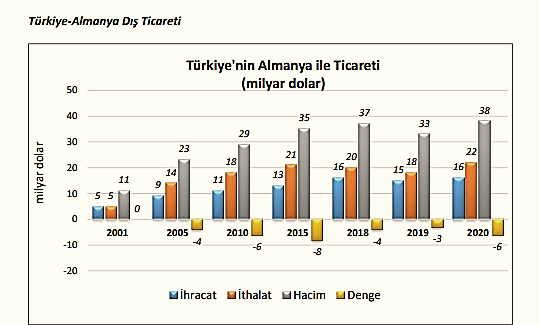 Türkiye-Almanya Dış Ticareti
Türkiye'nin Almanya ile Ticareti
(milyar dolar)
milyar dolar
50
40
30
20
10
0
-10
-20
5 5 11 0
9 14 23 -4
11 18 29 -6
13 21 35 -8
16 20 37 -4
15 18 33 -3
16 22 38 -6
2001 2005 2010 2015 2018 2019 2020
İhracat İthalat Hacim Denge